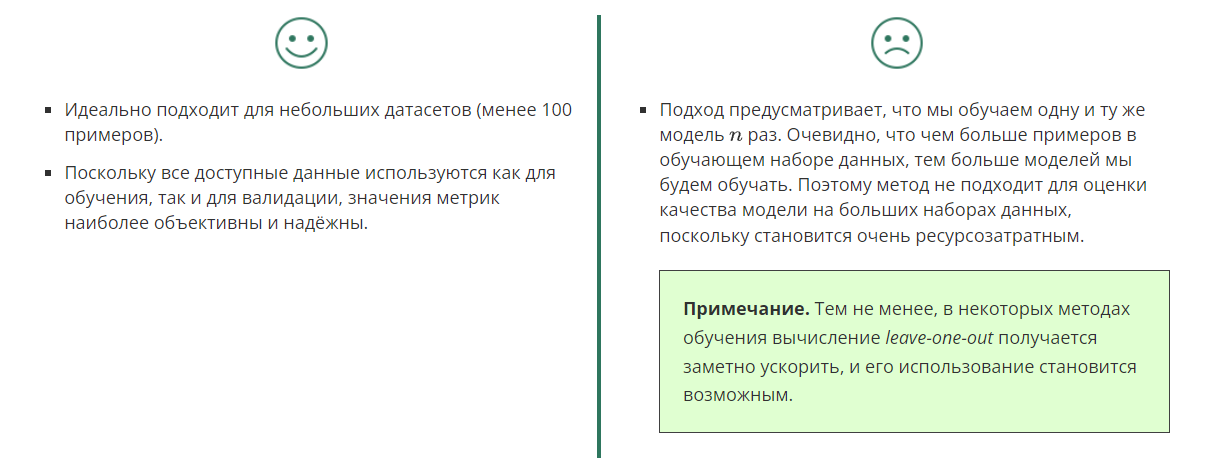 Идеально подходит для небольших датасетов (менее 100
примеров).
Поскольку все доступные данные используются как для
обучения, так и для валидации, значения метрик
наиболее объективны и надёжны.
Подход предусматривает, что мы обучаем одну и ту же
модель n раз. Очевидно, что чем больше примеров в
обучающем наборе данных, тем больше моделей мы
будем обучать. Поэтому метод не подходит для оценки
качества модели на больших наборах данных,
поскольку становится очень ресурсозатратным.
Примечание. Тем не менее, в некоторых методах
обучения вычисление leave-one-out получается
заметно ускорить, и его использование становится
возможным.